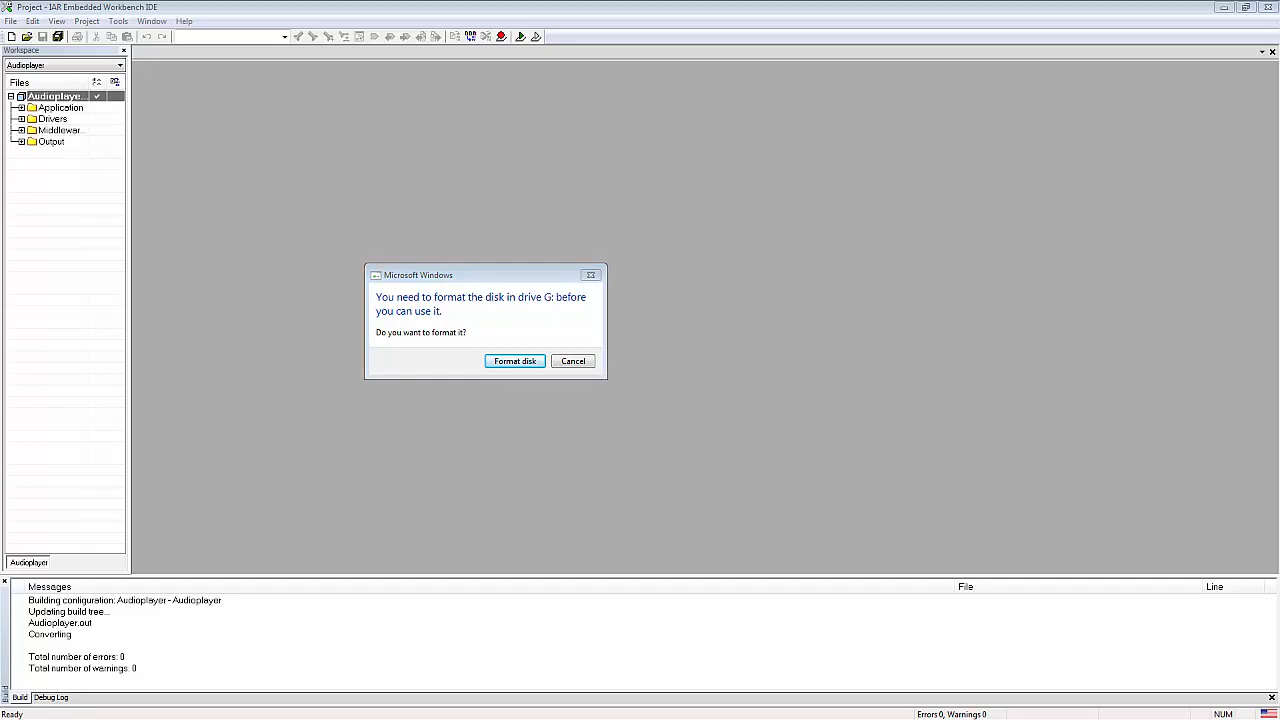 Project - IAR Embedded Workbench IDE
File Edit View Project Tools Window Help
Workspace
Audioplayer
Files
Audioplaye...
Application
Drivers
Middlewar...
Output
Microsoft Windows
You need to format the disk in drive G: before
you can use it.
Do you want to format it?
Format disk Cancel
Audioplayer
Messages File Line
Building configuration: Audioplayer - Audioplayer
Updating build tree...
Audioplayer.out
Converting
Total number of errors: 0
Total number of warnings: 0
Build
Build Debug Log
Ready Errors 0, Warnings 0 NUM